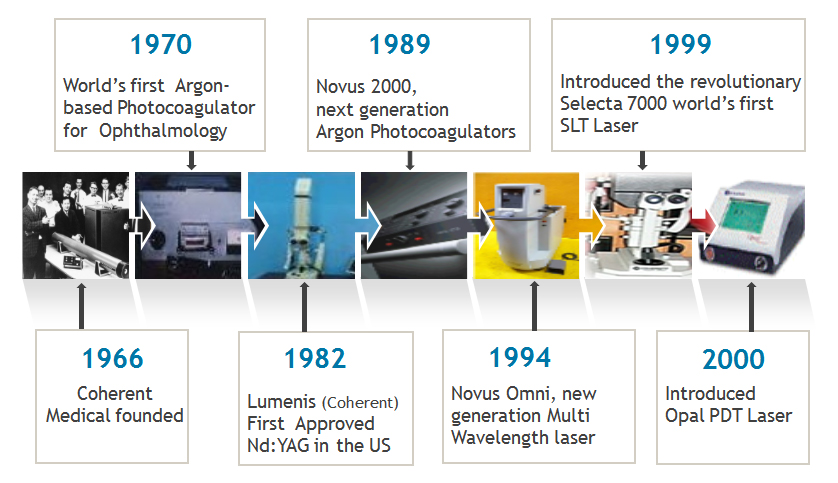 1970
World's first Argon-
based Photocoagulator
for Ophthalmology
1989
Novus 2000,
next generation
Argon Photocoagulators
1999
Introduced the revolutionary
Selecta 7000 world's first
SLT Laser
1966
Coherent
Medical founded
1982
Lumenis (Coherent)
First Approved
Nd:YAG in the US
1994
Novus Omni, new
generation Multi
Wavelength laser
2000
Introduced
Opal PDT Laser